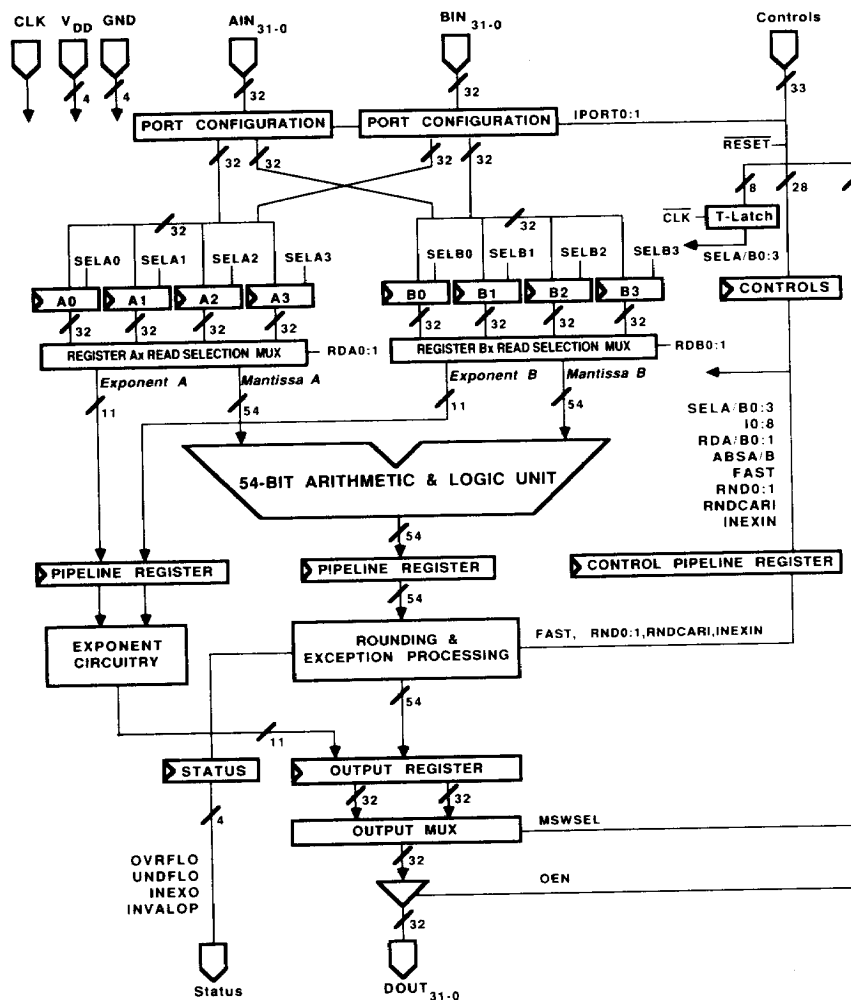 CLK VDD GND AIN31-0 BIN31-0 Controls
4 4 32 32 33
PORT CONFIGURATION PORT CONFIGURATION IPORT0:1
RESET
32 32 32 32
8 28
CLK T-Latch
32 32
SELA0 SELA1 SELA2 SELA3 SELB0 SELB1 SELB2 SELB3 SELA/B0:3
A0 A1 A2 A3 B0 B1 B2 B3 CONTROLS
32 32 32 32 32 32 32 32
REGISTER Ax READ SELECTION MUX RDA0:1 REGISTER Bx READ SELECTION MUX RDB0:1
Exponent A Mantissa A Exponent B Mantissa B
11 54 11 54
SELA/B0:3
I0:8
RDA/B0:1
ABSA/B
FAST
RND0:1
RNDCARI
INEXIN
54-BIT ARITHMETIC & LOGIC UNIT
54
PIPELINE REGISTER PIPELINE REGISTER CONTROL PIPELINE REGISTER
54
EXPONENT
CIRCUITRY
ROUNDING &
EXCEPTION PROCESSING
FAST, RND0:1,RNDCARI,INEXIN
54
11
STATUS OUTPUT REGISTER
32 32
4
OUTPUT MUX MSWSEL
32
OVRFLO
UNDFLO
INEXO
INVALOP
OEN
32
Status DOUT31-0